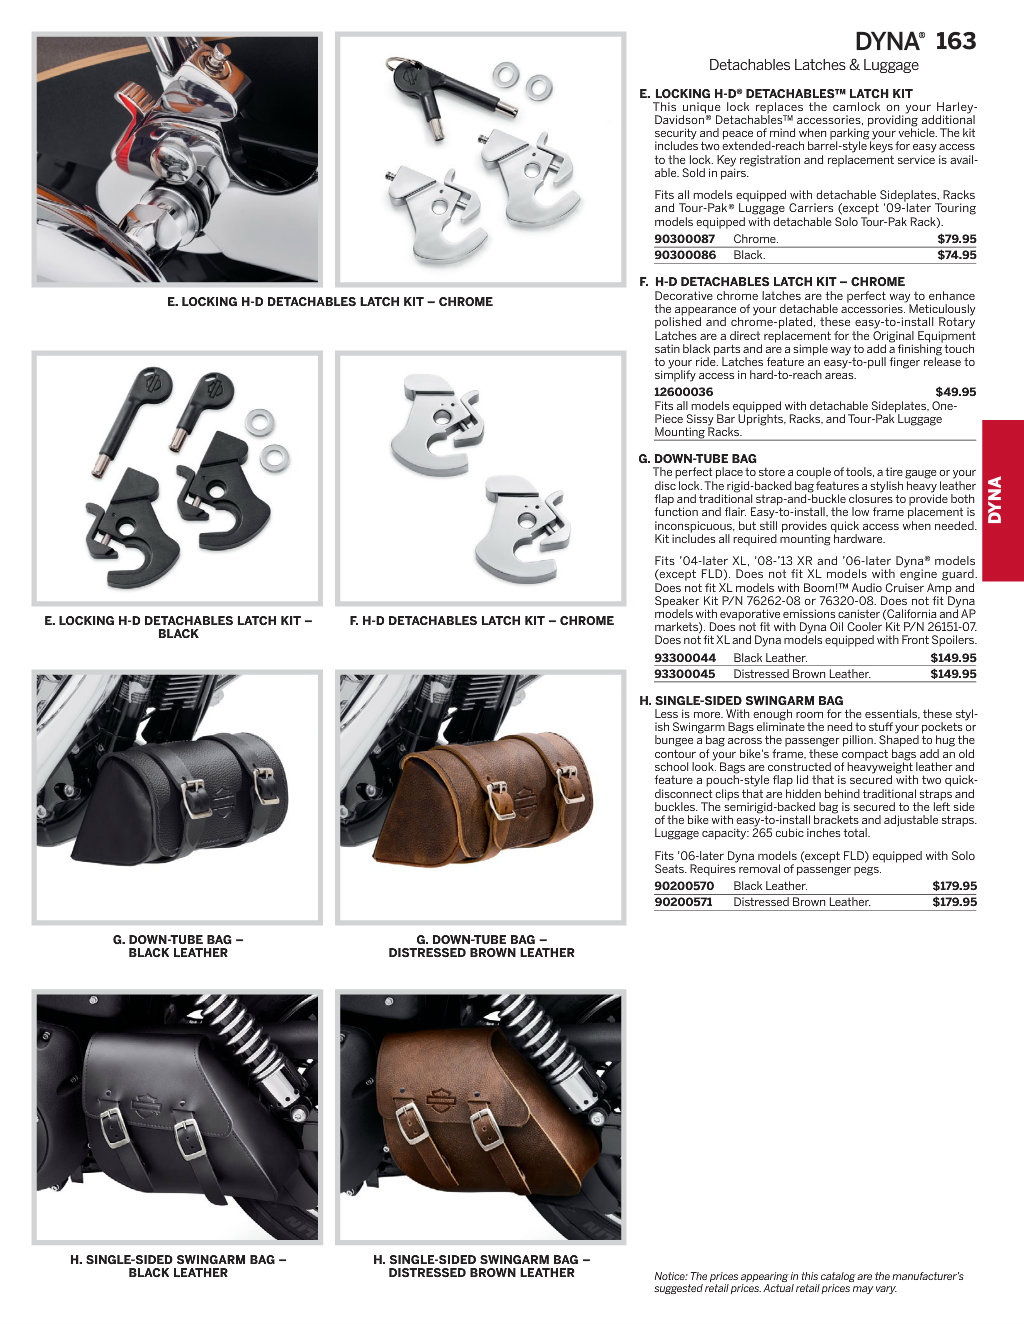 DYNA® 163
Detachables Latches & Luggage
E. LOCKING H-D® DETACHABLES™ LATCH KIT
This unique lock replaces the camlock on your Harley-
Davidson® Detachables™ accessories, providing additional
security and peace of mind when parking your vehicle. The kit
includes two extended-reach barrel-style keys for easy access
to the lock. Key registration and replacement service is avail-
able. Sold in pairs.
Fits all models equipped with detachable Sideplates, Racks
and Tour-Pak® Luggage Carriers (except '09-later Touring
models equipped with detachable Solo Tour-Pak Rack).
90300087 Chrome. $79.95
90300086 Black. $74.95
E. LOCKING H-D DETACHABLES LATCH KIT – CHROME
F. H-D DETACHABLES LATCH KIT – CHROME
Decorative chrome latches are the perfect way to enhance
the appearance of your detachable accessories. Meticulously
polished and chrome-plated, these easy-to-install Rotary
Latches are a direct replacement for the Original Equipment
satin black parts and are a simple way to add a finishing touch
to your ride. Latches feature an easy-to-pull finger release to
simplify access in hard-to-reach areas.
12600036 $49.95
Fits all models equipped with detachable Sideplates, One-
Piece Sissy Bar Uprights, Racks, and Tour-Pak Luggage
Mounting Racks.
G. DOWN-TUBE BAG
The perfect place to store a couple of tools, a tire gauge or your
disc lock. The rigid-backed bag features a stylish heavy leather
flap and traditional strap-and-buckle closures to provide both
function and flair. Easy-to-install, the low frame placement is
inconspicuous, but still provides quick access when needed.
Kit includes all required mounting hardware.
Fits '04-later XL, '08-'13 XR and '06-later Dyna® models
(except FLD). Does not fit XL models with engine guard.
Does not fit XL models with Boom!™ Audio Cruiser Amp and
Speaker Kit P/N 76262-08 or 76320-08. Does not fit Dyna
models with evaporative emissions canister (California and AP
markets). Does not fit with Dyna Oil Cooler Kit P/N 26151-07.
Does not fit XL and Dyna models equipped with Front Spoilers.
93300044 Black Leather. $149.95
93300045 Distressed Brown Leather. $149.95
DYNA
E. LOCKING H-D DETACHABLES LATCH KIT –
BLACK
F. H-D DETACHABLES LATCH KIT – CHROME
H. SINGLE-SIDED SWINGARM BAG
Less is more. With enough room for the essentials, these styl-
ish Swingarm Bags eliminate the need to stuff your pockets or
bungee a bag across the passenger pillion. Shaped to hug the
contour of your bike's frame, these compact bags add an old
school look. Bags are constructed of heavyweight leather and
feature a pouch-style flap lid that is secured with two quick-
disconnect clips that are hidden behind traditional straps and
buckles. The semirigid-backed bag is secured to the left side
of the bike with easy-to-install brackets and adjustable straps.
Luggage capacity: 265 cubic inches total.
Fits '06-later Dyna models (except FLD) equipped with Solo
Seats. Requires removal of passenger pegs.
90200570 Black Leather. $179.95
90200571 Distressed Brown Leather. $179.95
G. DOWN-TUBE BAG –
BLACK LEATHER
G. DOWN-TUBE BAG –
DISTRESSED BROWN LEATHER
H. SINGLE-SIDED SWINGARM BAG –
BLACK LEATHER
H. SINGLE-SIDED SWINGARM BAG –
DISTRESSED BROWN LEATHER
Notice: The prices appearing in this catalog are the manufacturer's
suggested retail prices. Actual retail prices may vary.